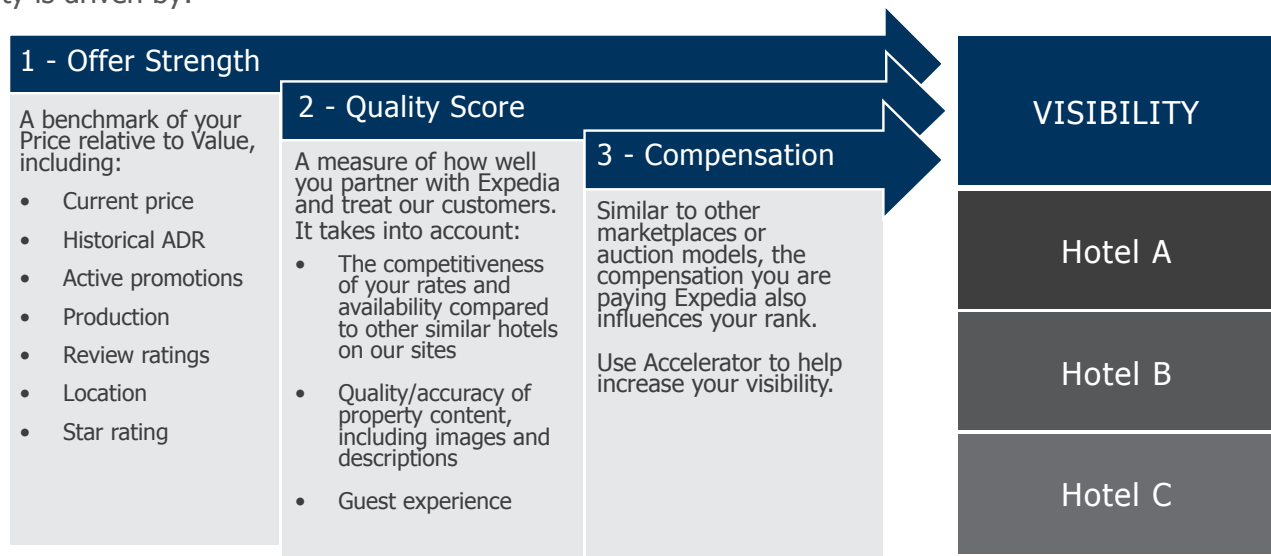 is driven by:
1 - Offer Strength
A benchmark of your
Price relative to Value,
including:
• Current price
• Historical ADR
• Active promotions
• Production
• Review ratings
• Location
• Star rating
2 - Quality Score
A measure of how well
you partner with Expedia
and treat our customers.
It takes into account:
• The competitiveness
of your rates and
availability compared
to other similar hotels
on our sites
• Quality/accuracy of
property content,
including images and
descriptions
• Guest experience
3 - Compensation
Similar to other
marketplaces or
auction models, the
compensation you are
paying Expedia also
influences your rank.
Use Accelerator to help
increase your visibility.
VISIBILITY
Hotel A
Hotel B
Hotel C